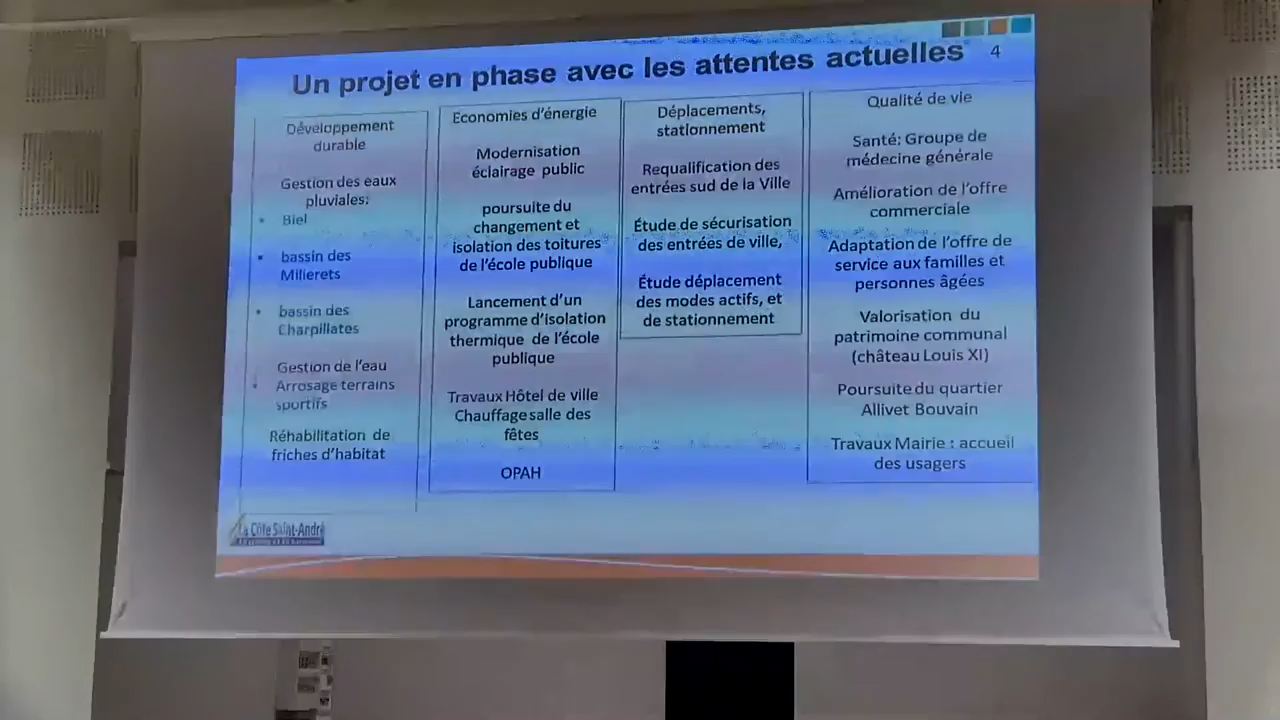 Un projet en phase avec les attentes actuelles
4
Développement
durable
Gestion des eaux
pluviales:
• Biel
• bassin des
Milierets
• bassin des
Charpillates
Gestion de l'eau
• Arrosage terrains
sportifs
Réhabilitation de
friches d'habitat
Economies d'énergie
Modernisation
éclairage public
poursuite du
changement et
isolation des toitures
de l'école publique
Lancement d'un
programme d'isolation
thermique de l'école
publique
Travaux Hôtel de ville
Chauffage salle des
fêtes
OPAH
Déplacements,
stationnement
Requalification des
entrées sud de la Ville
Étude de sécurisation
des entrées de ville,
Étude déplacement
des modes actifs, et
de stationnement
Qualité de vie
Santé: Groupe de
médecine générale
Amélioration de l'offre
commerciale
Adaptation de l'offre de
service aux familles et
personnes âgées
Valorisation du
patrimoine communal
(château Louis XI)
Poursuite du quartier
Allivet Bouvain
Travaux Mairie : accueil
des usagers
La Côte Saint-André